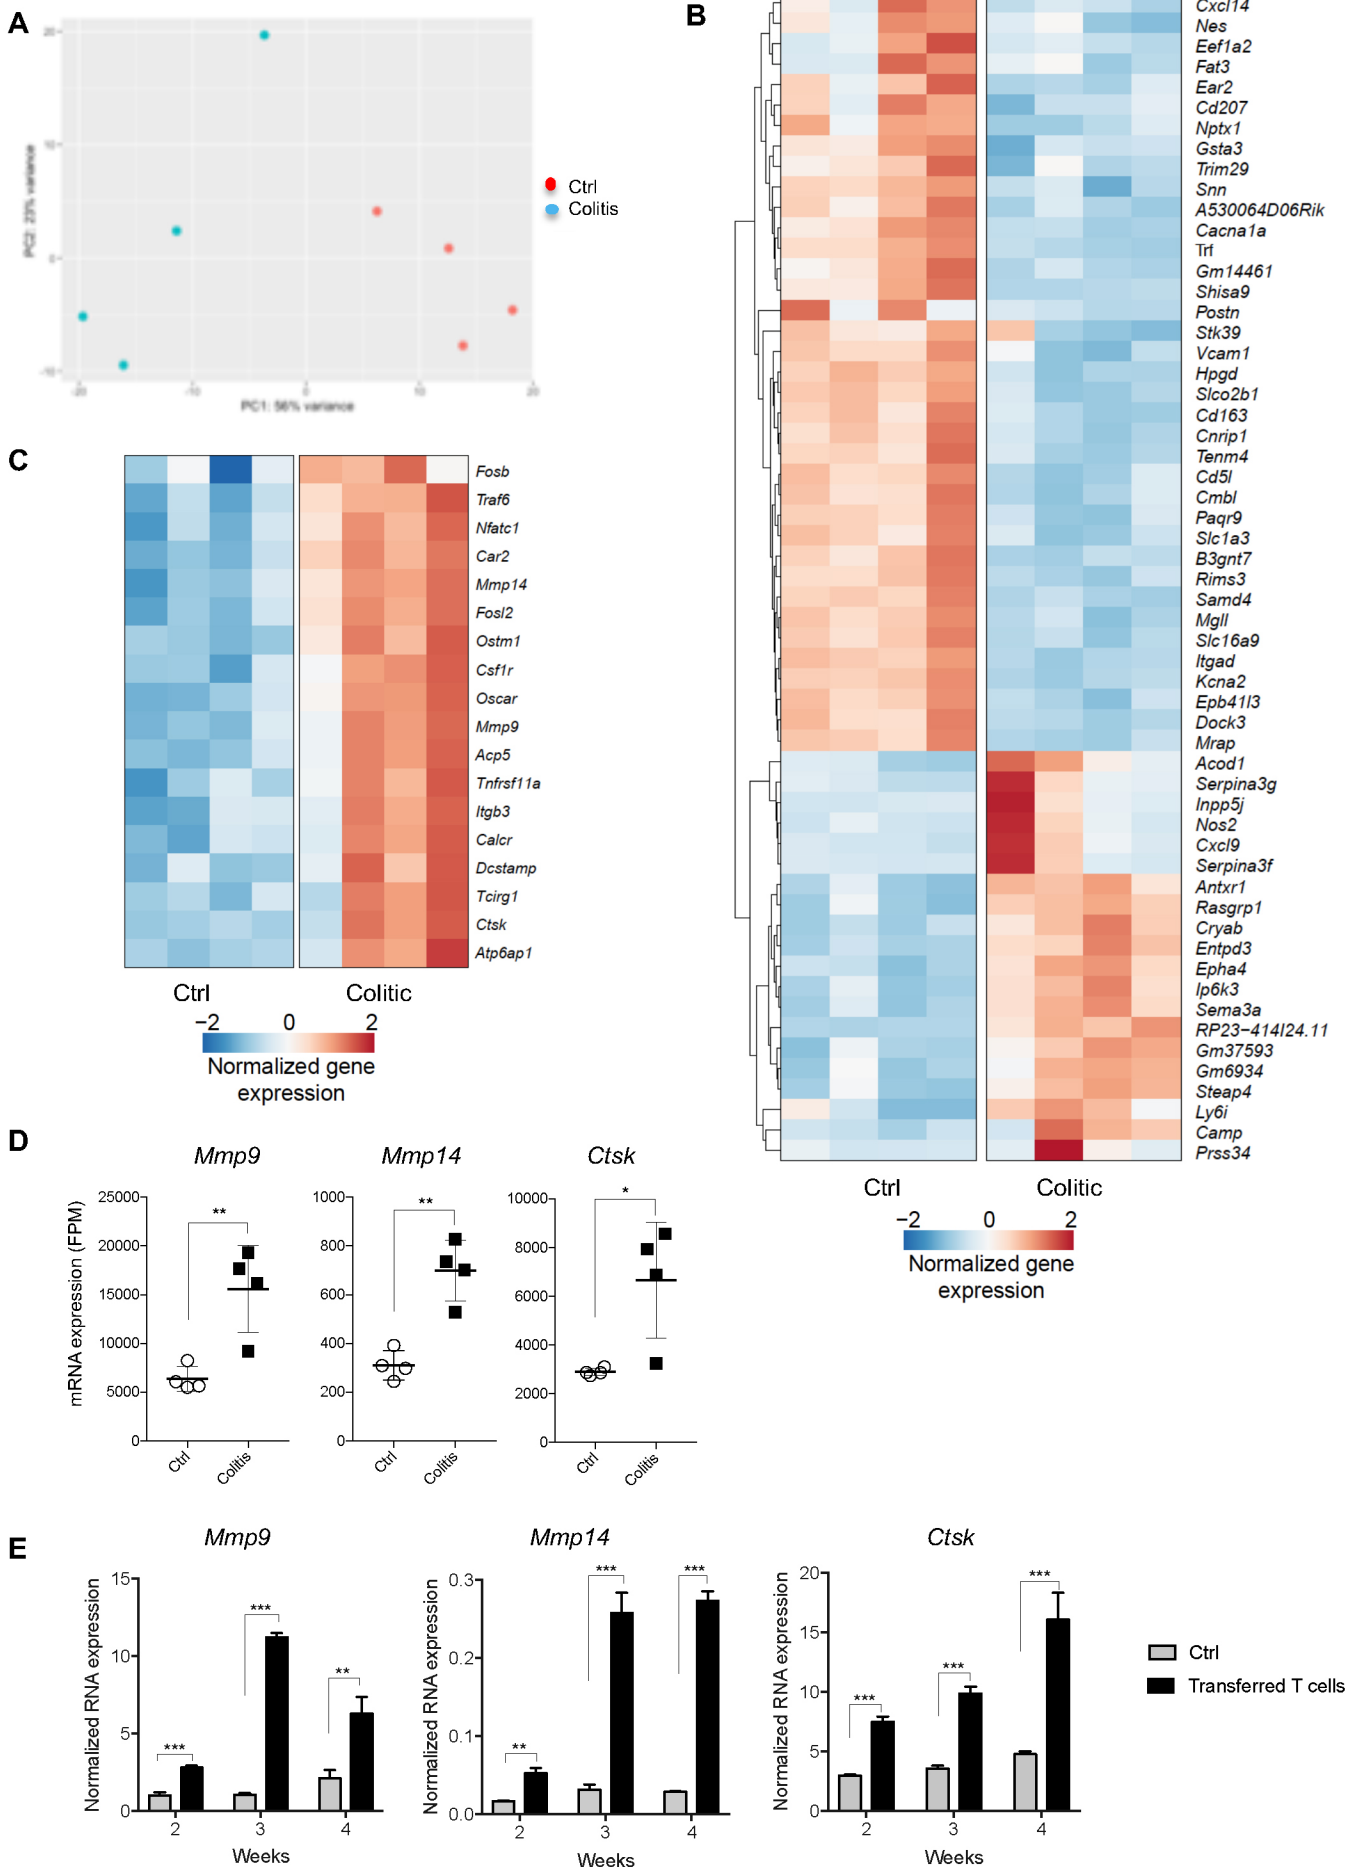 A
20
10
0
-10
-20
-10
0
10
20
PC2: 23% variance
PC1: 56% variance
Ctrl
Colitis
B
Cxcl14
Nes
Eef1a2
Fat3
Ear2
Cd207
Nptx1
Gsta3
Trim29
Snn
A530064D06Rik
Cacna1a
Trf
Gm14461
Shisa9
Postn
Stk39
Vcam1
Hpgd
Slco2b1
Cd163
Cnrip1
Tenm4
Cd5l
Cmbl
Paqr9
Slc1a3
B3gnt7
Rims3
Samd4
Mgll
Slc16a9
Itgad
Kcna2
Epb41l3
Dock3
Mrap
Acod1
Serpina3g
Inpp5j
Nos2
Cxcl9
Serpina3f
Antxr1
Rasgrp1
Cryab
Entpd3
Epha4
Ip6k3
Sema3a
RP23−414I24.11
Gm37593
Gm6934
Steap4
Ly6i
Camp
Prss34
Ctrl
Colitic
−2 0 2
Normalized gene
expression
C
Fosb
Traf6
Nfatc1
Car2
Mmp14
Fosl2
Ostm1
Csf1r
Oscar
Mmp9
Acp5
Tnfrsf11a
Itgb3
Calcr
Dcstamp
Tcirg1
Ctsk
Atp6ap1
Ctrl
Colitic
−2 0 2
Normalized gene
expression
D
Mmp9
mRNA expression (FPM)
25000
20000
15000
10000
5000
0
**
Ctrl
Colitis
Mmp14
1000
800
600
400
200
0
**
Ctrl
Colitis
Ctsk
10000
8000
6000
4000
2000
0
*
Ctrl
Colitis
E
Mmp9
Normalized RNA expression
15
10
5
0
***
***
**
2 3 4
Weeks
Mmp14
Normalized RNA expression
0.3
0.2
0.1
0.0
**
***
***
2 3 4
Weeks
Ctsk
Normalized RNA expression
20
15
10
5
0
***
***
***
2 3 4
Weeks
Ctrl
Transferred T cells